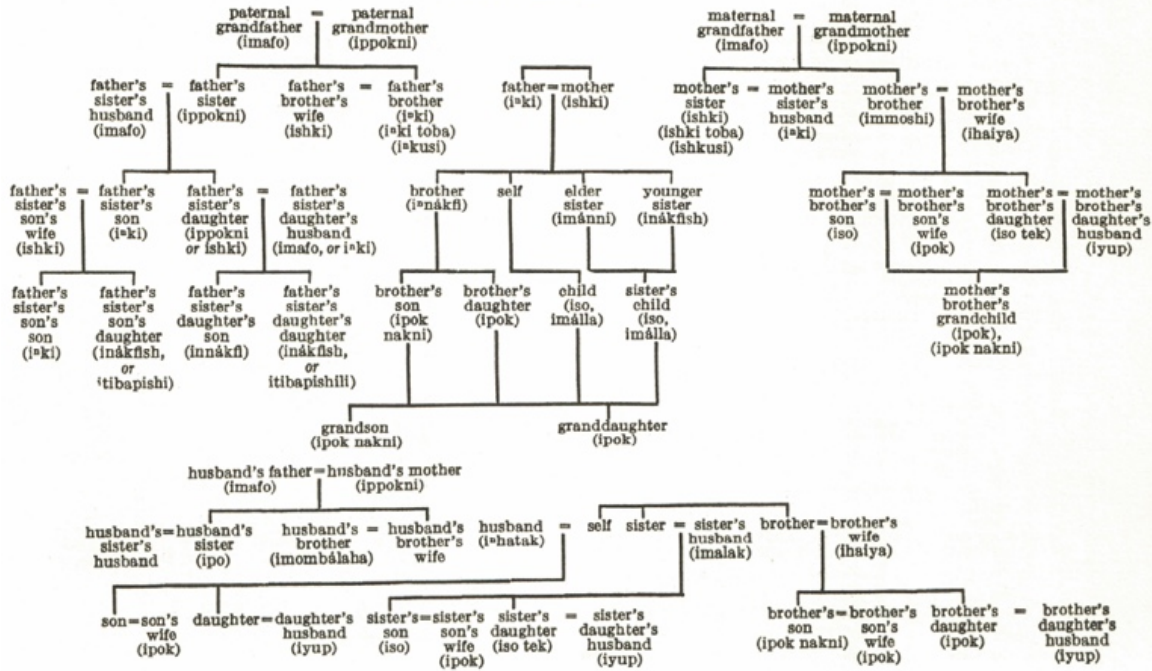 paternal
grandfather
(imafo)
=
paternal
grandmother
(ippokni)
maternal
grandfather
(imafo)
=
maternal
grandmother
(ippokni)
father's
sister's
husband
(imafo)
=
father's
sister
(ippokni)
father's
brother's
wife
(ishki)
=
father's
brother
(iⁿki)
(iⁿki toba)
(iⁿkusi)
father
(iⁿki)
=
mother
(ishki)
mother's
sister
(ishki)
(ishki toba)
(ishkusi)
=
mother's
sister's
husband
(iⁿki)
mother's
brother
(immoshi)
=
mother's
brother's
wife
(ihaiya)
father's
sister's
son's
wife
(ishki)
=
father's
sister's
son
(iⁿki)
father's
sister's
daughter
(ippokni
or ishki)
=
father's
sister's
daughter's
husband
(imafo, or iⁿki)
brother
(iⁿnákfi)
self
elder
sister
(imánni)
younger
sister
(inákfish)
mother's
brother's
son
(iso)
=
mother's
brother's
son's
wife
(ipok)
mother's
brother's
daughter
(iso tek)
=
mother's
brother's
daughter's
husband
(iyup)
father's
sister's
son's
son
(iⁿki)
father's
sister's
son's
daughter
(inákfish,
or
itibapishi)
father's
sister's
daughter's
son
(innákfi)
father's
sister's
daughter's
daughter
(inákfish,
or
itibapishili)
brother's
son
(ipok
nakni)
brother's
daughter
(ipok)
child
(iso,
imálla)
sister's
child
(iso,
imálla)
mother's
brother's
grandchild
(ipok),
(ipok nakni)
grandson
(ipok nakni)
granddaughter
(ipok)
husband's father
(imafo)
=
husband's mother
(ippokni)
husband's
sister's
husband
=
husband's
sister
(ipo)
husband's
brother
(imombálaha)
=
husband's
brother's
wife
husband
(iⁿhatak)
=
self
sister
=
sister's
husband
(imalak)
brother
=
brother's
wife
(ihaiya)
son
=
son's
wife
(ipok)
daughter
=
daughter's
husband
(iyup)
sister's
son
(iso)
=
sister's
son's
wife
(ipok)
sister's
daughter
(iso tek)
=
sister's
daughter's
husband
(iyup)
brother's
son
(ipok nakni)
=
brother's
son's
wife
(ipok)
brother's
daughter
(ipok)
=
brother's
daughter's
husband
(iyup)